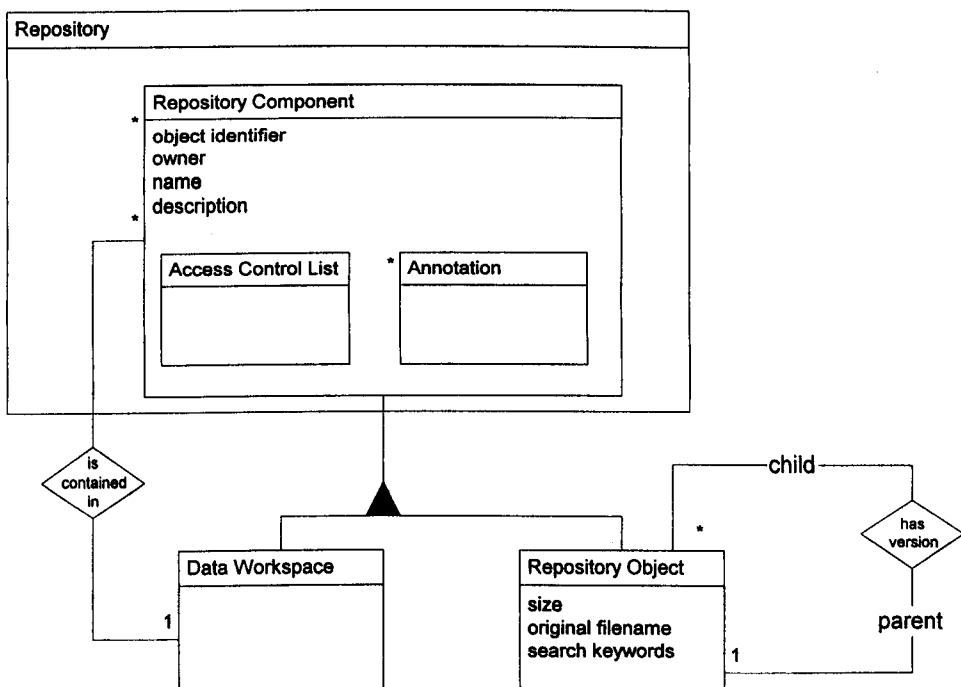 Repository
Repository Component
*
object identifier
owner
name
description
*
Access Control List
*
Annotation
is
contained
in
child
has
version
*
Data Workspace
Repository Object
size
original filename
search keywords
1
parent
1